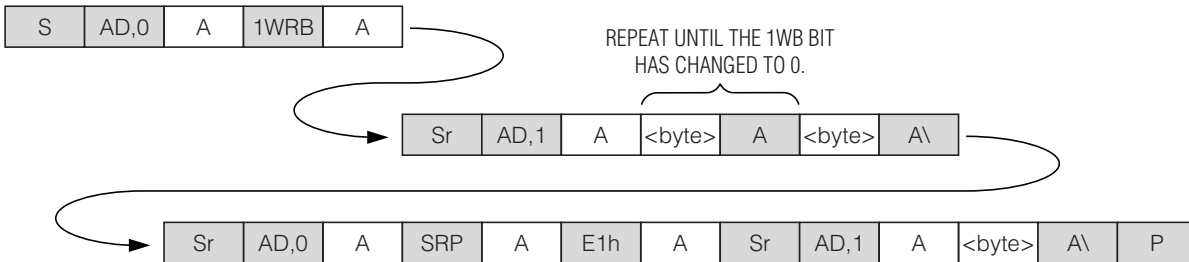 S AD,0 A 1WRB A
REPEAT UNTIL THE 1WB BIT
HAS CHANGED TO 0.
Sr AD,1 A <byte> A <byte> A\
Sr AD,0 A SRP A E1h A Sr AD,1 A <byte> A\ P